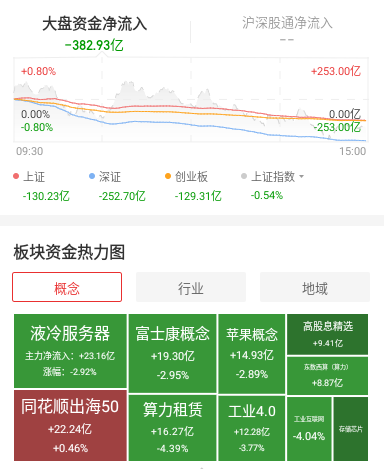 大盘资金净流入
沪深股通净流入
-382.93亿
--
+0.80%
+253.00亿
0.00%
0.00亿
-0.80%
-253.00亿
09:30
15:00
上证
深证
创业板
上证指数
-130.23亿
-252.70亿
-129.31亿
-0.54%
板块资金热力图
概念
行业
地域
液冷服务器
主力净流入：+23.16亿
涨幅：-2.92%
富士康概念
+19.30亿
-2.95%
苹果概念
+14.93亿
-2.89%
高股息精选
+9.41亿
东数西算（算力）
+8.87亿
同花顺出海50
+22.24亿
+0.46%
算力租赁
+16.27亿
-4.39%
工业4.0
+12.28亿
-3.77%
工业互联网
-4.04%
存储芯片